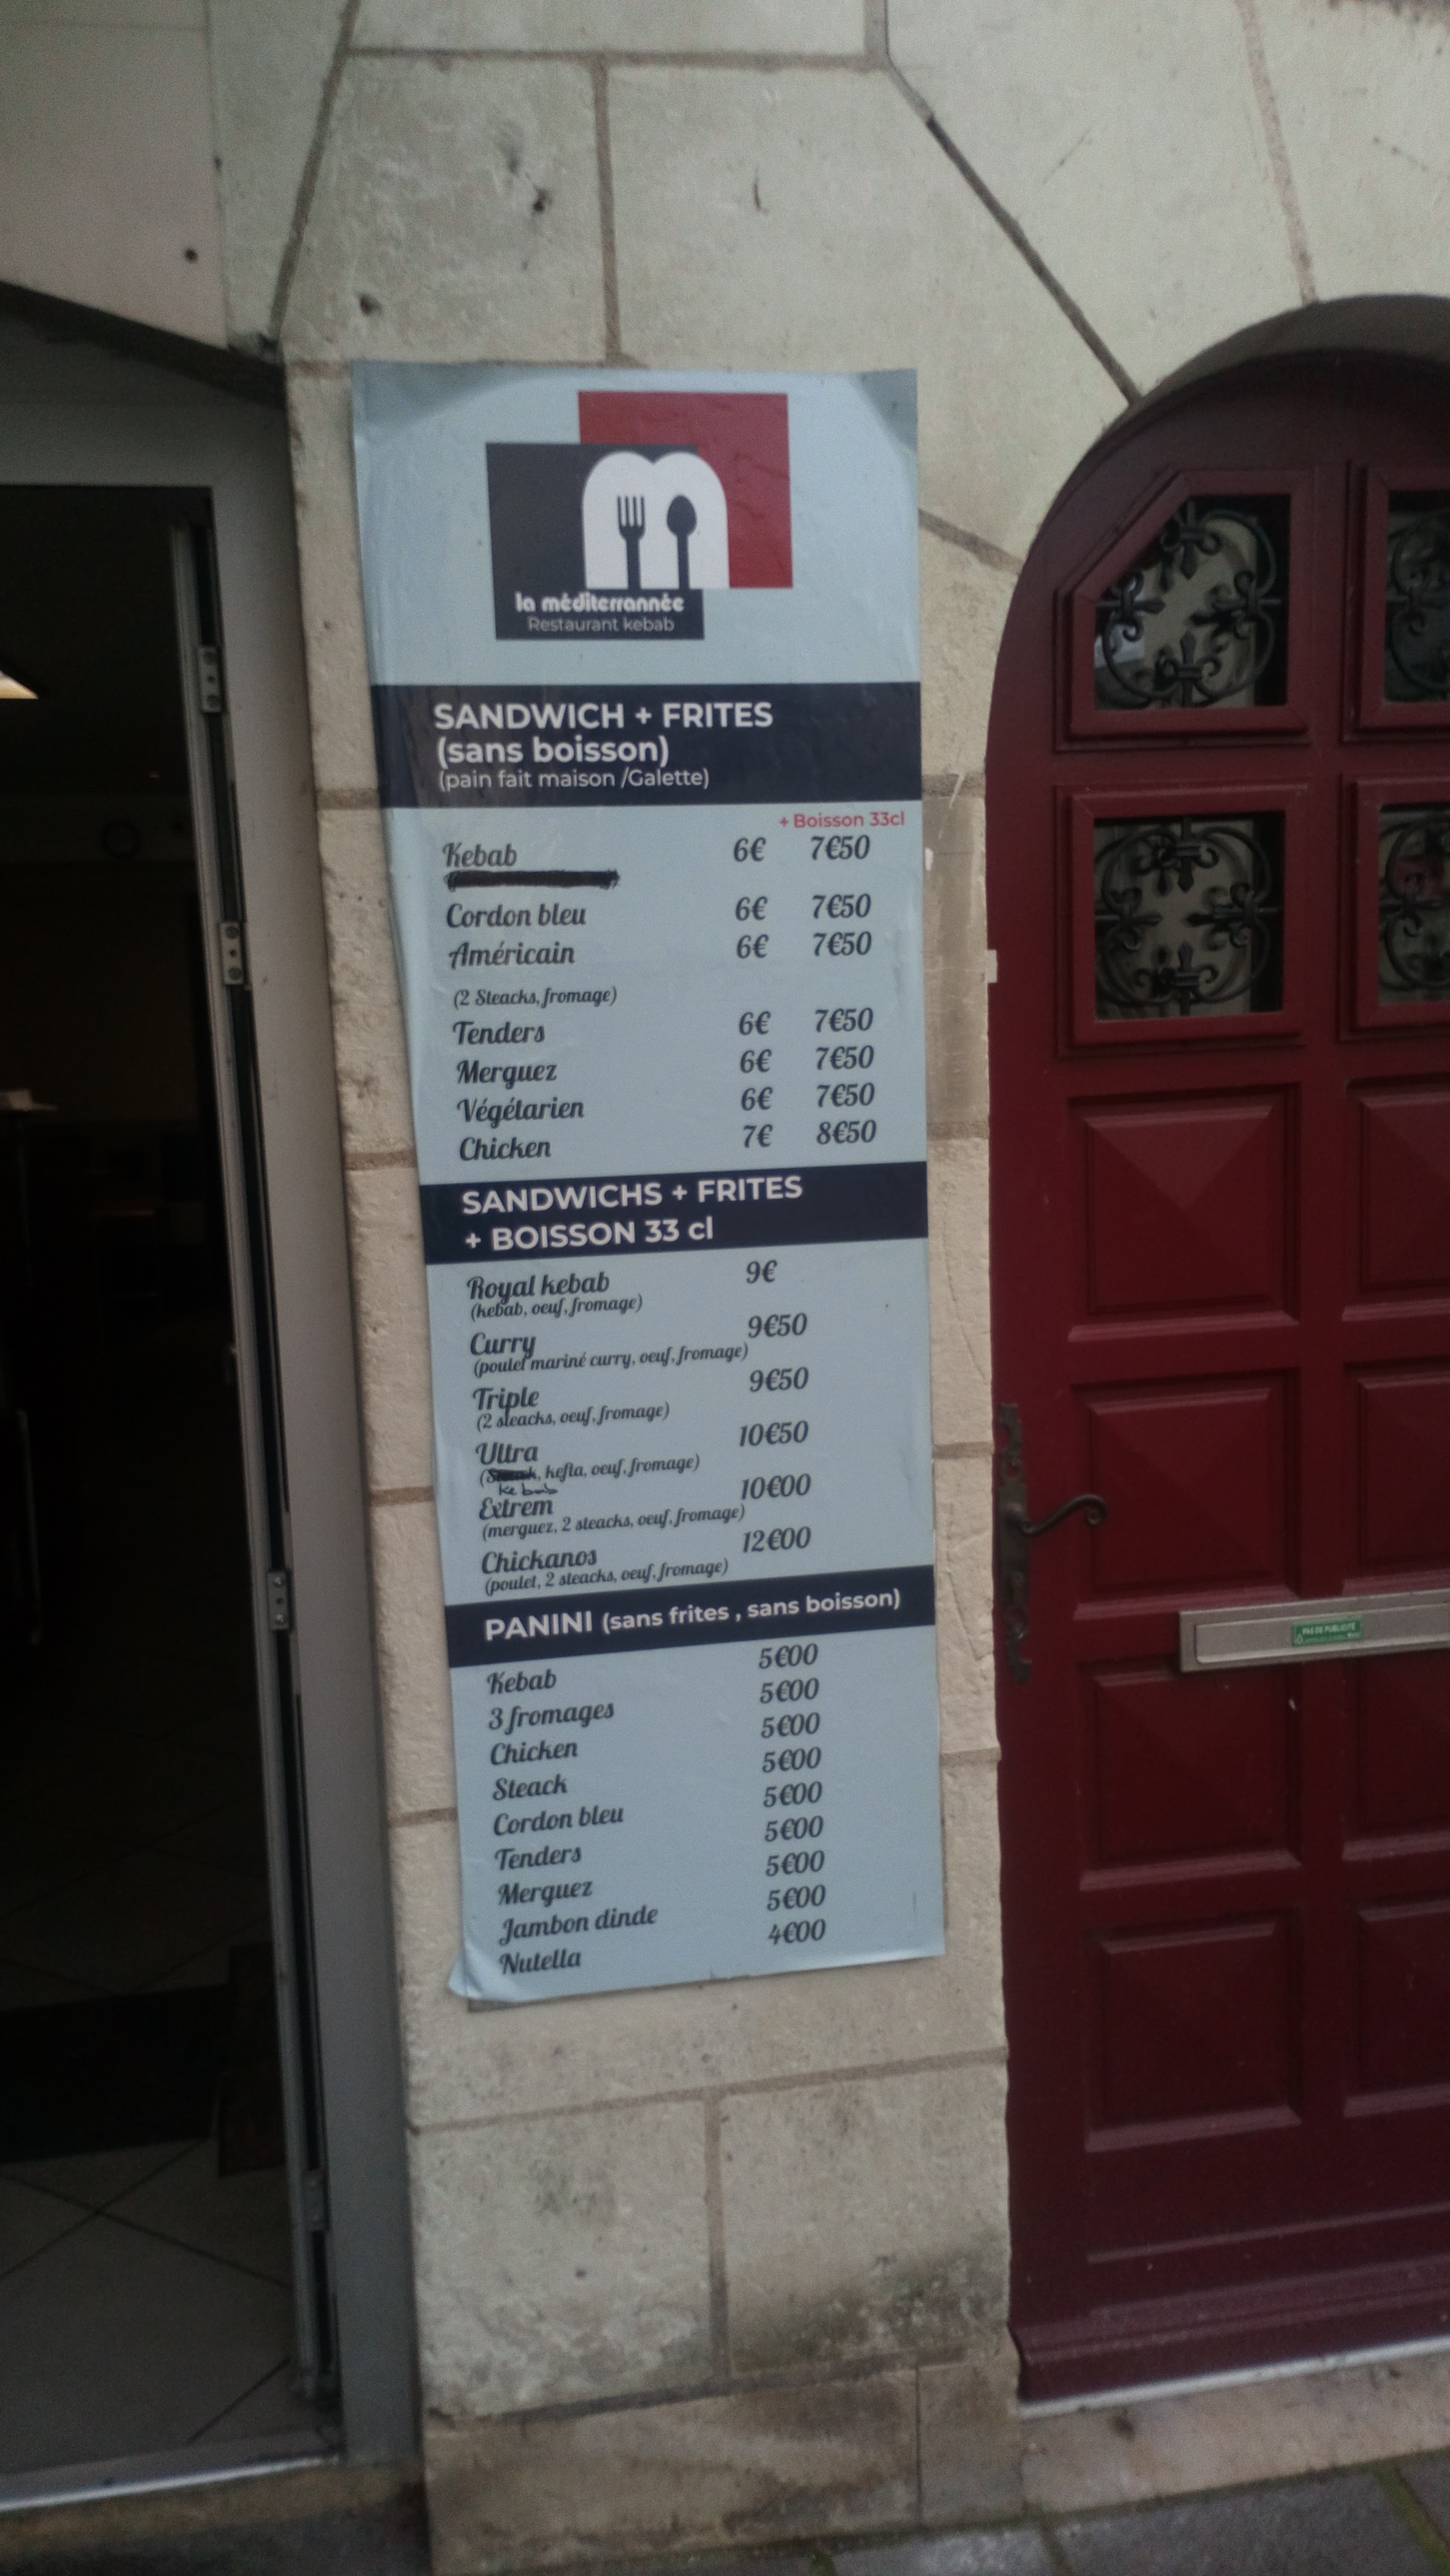 la méditerrannée
Restaurant kebab
SANDWICH + FRITES
(sans boisson)
(pain fait maison /Galette)
+ Boisson 33cl
Kebab 6€ 7€50
Cordon bleu 6€ 7€50
Américain 6€ 7€50
(2 Steacks, fromage)
Tenders 6€ 7€50
Merguez 6€ 7€50
Végétarien 6€ 7€50
Chicken 7€ 8€50
SANDWICHS + FRITES
+ BOISSON 33 cl
Royal kebab 9€
(kebab, oeuf, fromage)
Curry 9€50
(poulet mariné curry, oeuf, fromage)
Triple 9€50
(2 steacks, oeuf, fromage)
Ultra 10€50
(, kefta, oeuf, fromage)
kebab
Extrem 10€00
(merguez, 2 steacks, oeuf, fromage)
Chickanos 12€00
(poulet, 2 steacks, oeuf, fromage)
PANINI (sans frites , sans boisson)
Kebab 5€00
3 fromages 5€00
Chicken 5€00
Steack 5€00
Cordon bleu 5€00
Tenders 5€00
Merguez 5€00
Jambon dinde 5€00
Nutella 4€00
PAS DE PUBLICITE